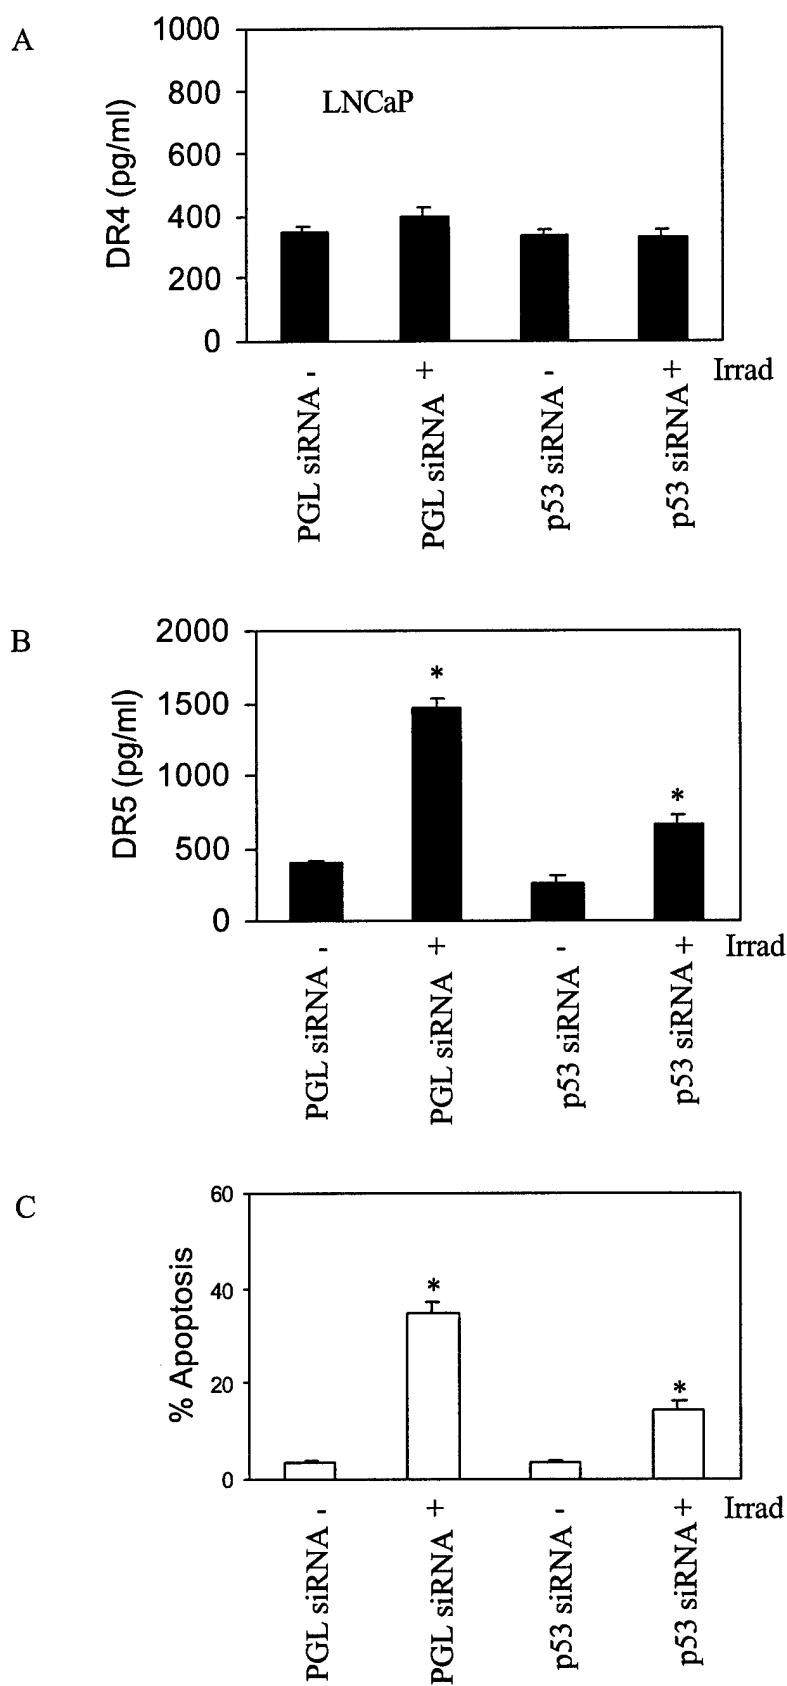 A
1000
800
600
400
200
0
DR4 (pg/ml)
LNCaP
- + - + Irrad
PGL siRNA
PGL siRNA
p53 siRNA
p53 siRNA
B
2000
1500
1000
500
0
DR5 (pg/ml)
*
*
- + - + Irrad
PGL siRNA
PGL siRNA
p53 siRNA
p53 siRNA
C
60
40
20
0
% Apoptosis
*
*
- + - + Irrad
PGL siRNA
PGL siRNA
p53 siRNA
p53 siRNA